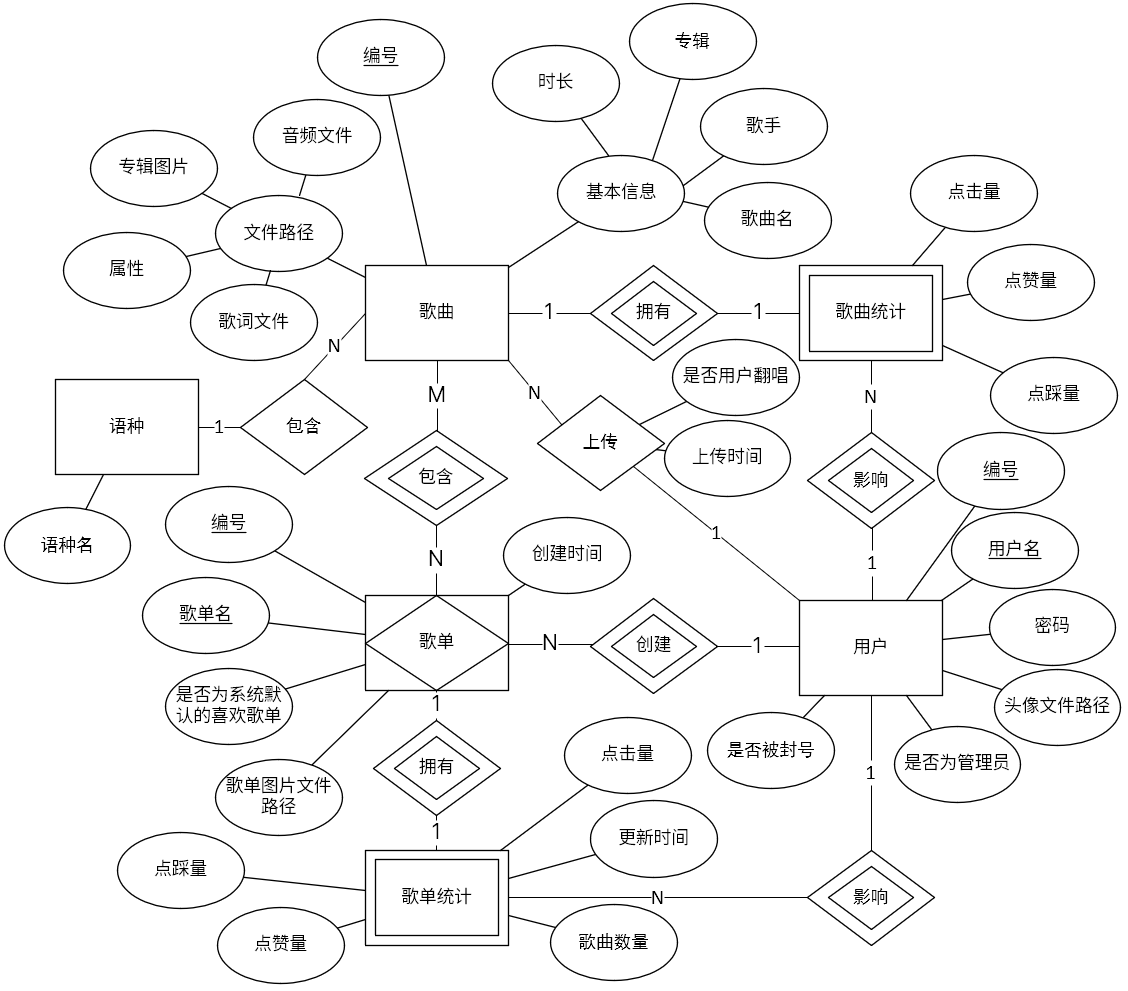 编号
专辑
时长
音频文件
歌手
专辑图片
基本信息
点击量
歌曲名
文件路径
属性
点赞量
歌词文件
歌曲
1
拥有
1
歌曲统计
N
是否用户翻唱
M
N
N
点踩量
语种
1
包含
上传
上传时间
包含
影响
编号
编号
1
语种名
N
创建时间
1
用户名
歌单名
歌单
N
创建
1
用户
密码
是否为系统默
认的喜欢歌单
1
头像文件路径
是否被封号
是否为管理员
拥有
点击量
1
歌单图片文件
路径
1
更新时间
点踩量
歌单统计
N
影响
点赞量
歌曲数量